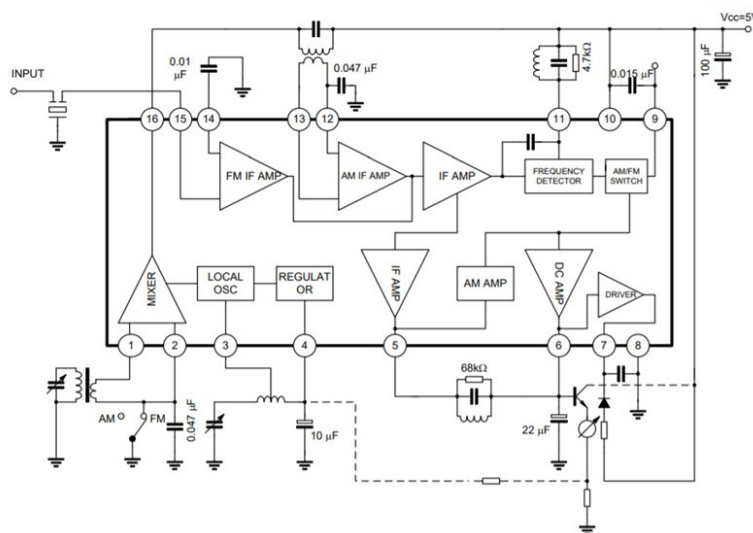 Vcc=5V
INPUT
0.01
μF
0.047 μF
4.7kΩ
0.015 μF
100 μF
16
15
14
13
12
11
10
9
FM IF AMP
AM IF AMP
IF AMP
FREQUENCY
DETECTOR
AM/FM
SWITCH
MIXER
LOCAL
OSC
REGULAT
OR
IF AMP
AM AMP
DC AMP
DRIVER
1
2
3
4
5
6
7
8
AM
FM
0.047 μF
10 μF
68kΩ
22 μF